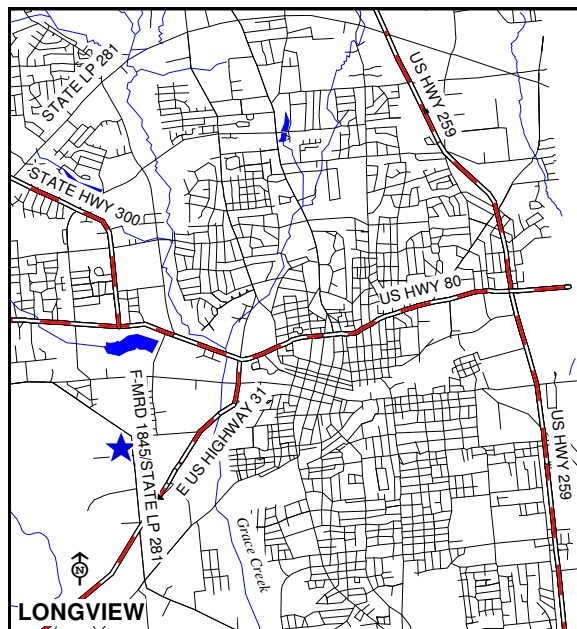 STATE LP 281
US HWY 259
STATE HWY 300
US HWY 80
F-MRD 1845/STATE LP 281
E US HIGHWAY 31
US HWY 259
Grace Creek
N
LONGVIEW